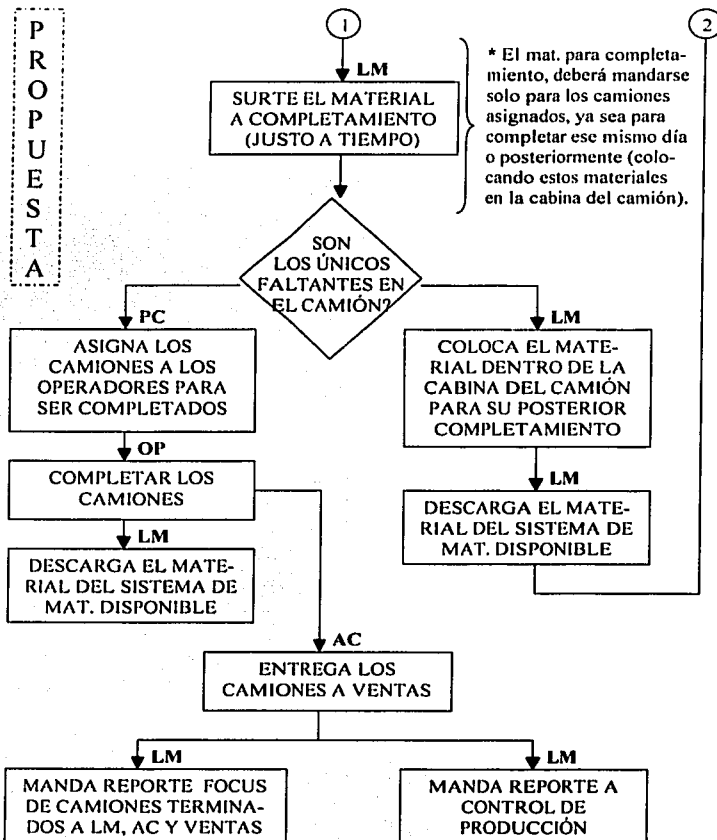 PROPUESTA
1
2
LM
SURTE EL MATERIAL
A COMPLETAMIENTO
(JUSTO A TIEMPO)
* El mat. para completa-
miento, deberá mandarse
solo para los camiones
asignados, ya sea para
completar ese mismo día
o posteriormente (colo-
cando estos materiales
en la cabina del camión).
SON
LOS ÚNICOS
FALTANTES EN
EL CAMIÓN?
PC
ASIGNA LOS
CAMIONES A LOS
OPERADORES PARA
SER COMPLETADOS
OP
COMPLETAR LOS
CAMIONES
LM
DESCARGA EL MATE-
RIAL DEL SISTEMA DE
MAT. DISPONIBLE
LM
COLOCA EL MATE-
RIAL DENTRO DE LA
CABINA DEL CAMIÓN
PARA SU POSTERIOR
COMPLETAMIENTO
LM
DESCARGA EL MATE-
RIAL DEL SISTEMA DE
MAT. DISPONIBLE
AC
ENTREGA LOS
CAMIONES A VENTAS
LM
MANDA REPORTE FOCUS
DE CAMIONES TERMINA-
DOS A LM, AC Y VENTAS
LM
MANDA REPORTE A
CONTROL DE
PRODUCCIÓN